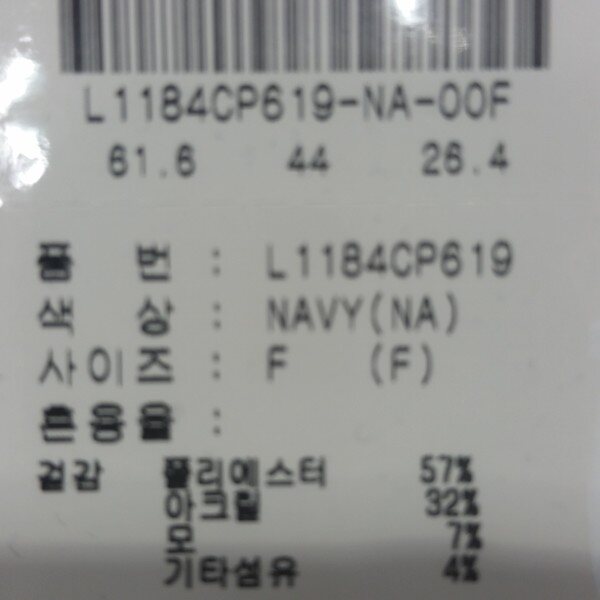 L1184CP619-NA-00F
61.6 44 26.4
품 번 : L1184CP619
색 상 : NAVY(NA)
사이즈 : F (F)
혼용율 :
겉감 폴리에스터 57%
아크릴 32%
모 7%
기타섬유 4%